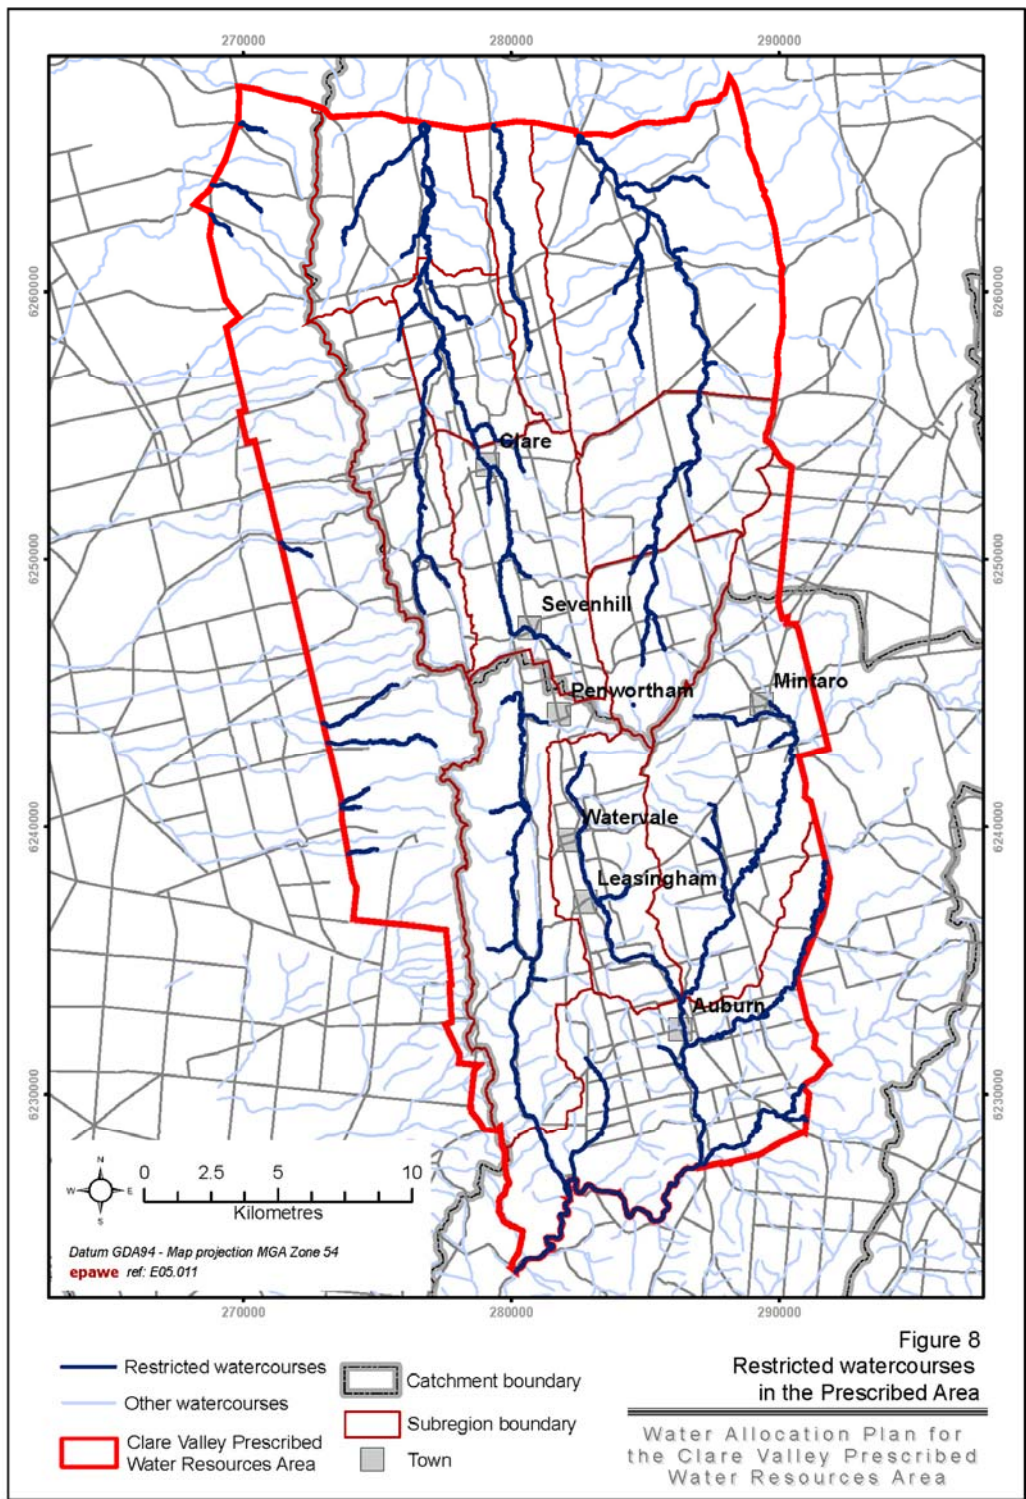 270000 280000 290000
6260000 6260000
Clare
6250000 6250000
Sevenhill
Penwortham
Mintaro
6240000 6240000
Watervale
Leasingham
Auburn
6230000 6230000
N
W E
S
0 2.5 5 10
Kilometres
Datum GDA94 - Map projection MGA Zone 54
epawe ref: E05.011
270000 280000 290000
Restricted watercourses
Other watercourses
Clare Valley Prescribed
Water Resources Area
Catchment boundary
Subregion boundary
Town
Figure 8
Restricted watercourses
in the Prescribed Area
Water Allocation Plan for
the Clare Valley Prescribed
Water Resources Area